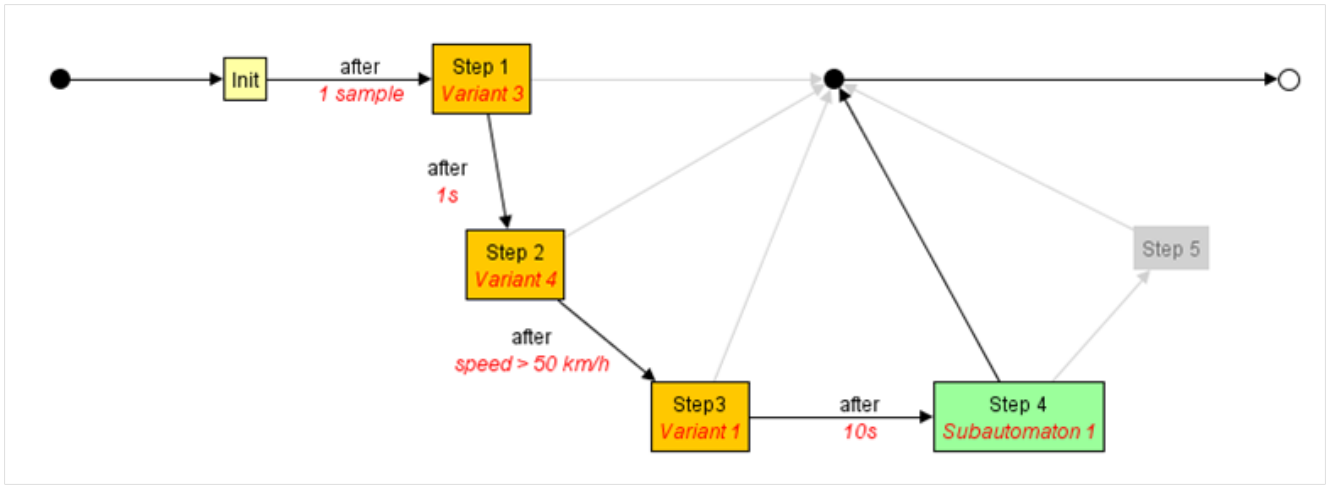 Init
after
1 sample
Step 1
Variant 3
after
1s
Step 2
Variant 4
Step 5
after
speed > 50 km/h
Step3
Variant 1
after
10s
Step 4
Subautomaton 1